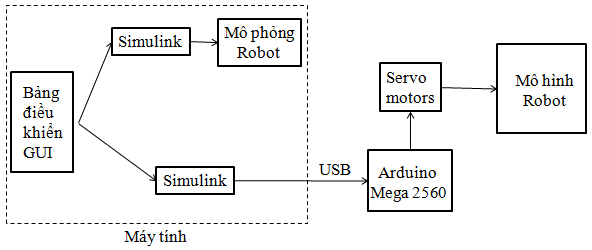 Bảng
điều
khiển
GUI
Simulink
Mô phỏng
Robot
Simulink
Máy tính
USB
Arduino
Mega 2560
Servo
motors
Mô hình
Robot